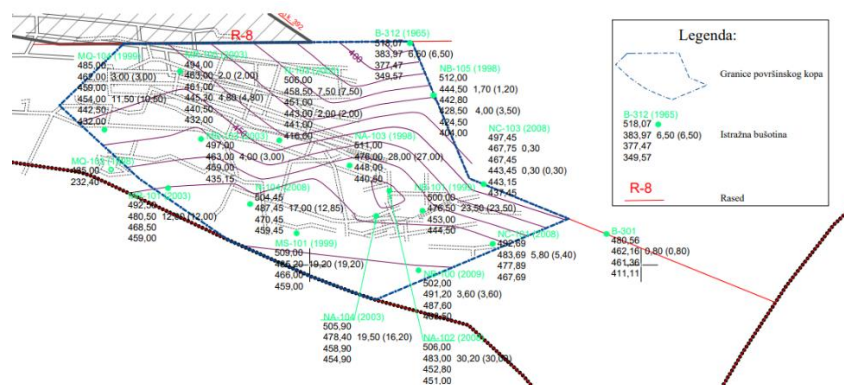 R-8
B-312 (1965)
518,07
383,97 6,60 (6,50)
377,47
349,57
400
MQ-104 (1999)
485,00
462,00 3,00 (3,00)
459,00
454,00 11,50 (10,50)
442,50
432,00
494,00
463,00 2,0 (2,00)
461,00
445,30 4,80 (4,80)
440,50
432,00
506,00
458,50 7,50 (7,50)
451,00
443,00 2,00 (2,00)
441,00
416,00
NB-105 (1998)
512,00
444,50 1,70 (1,20)
442,80
428,50 4,00 (3,50)
424,50
404,00
497,00
463,00 4,00 (3,00)
459,00
435,15
NA-103 (1998)
511,00
476,00 28,00 (27,00)
448,00
440,60
NC-103 (2008)
497,45
467,75 0,30
467,45
443,45 0,30 (0,30)
443,15
437,45
485,00
232,40
492,50
480,50 12,00 (12,00)
468,50
459,00
504,45
487,45 17,00 (12,85)
470,45
459,45
500,00
476,50 23,50 (23,50)
453,00
444,50
MS-101 (1999)
509,00
485,20 19,20 (19,20)
466,00
459,00
492,69
483,69 5,80 (5,40)
477,89
467,69
B-301
480,56
462,16 0,80 (0,80)
461,36
411,11
502,00
491,20 3,60 (3,60)
487,60
NA-104 (2003)
505,90
478,40 19,50 (16,20)
458,90
454,90
506,00
483,00 30,20 (30,00)
452,80
451,00
Legenda:
Granice površinskog kopa
B-312 (1965)
518,07
383,97 6,50 (6,50)
377,47
349,57
Istražna bušotina
R-8
Rased